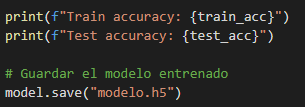 print(f"Train accuracy: {train_acc}")
print(f"Test accuracy: {test_acc}")
# Guardar el modelo entrenado
model.save("modelo.h5")